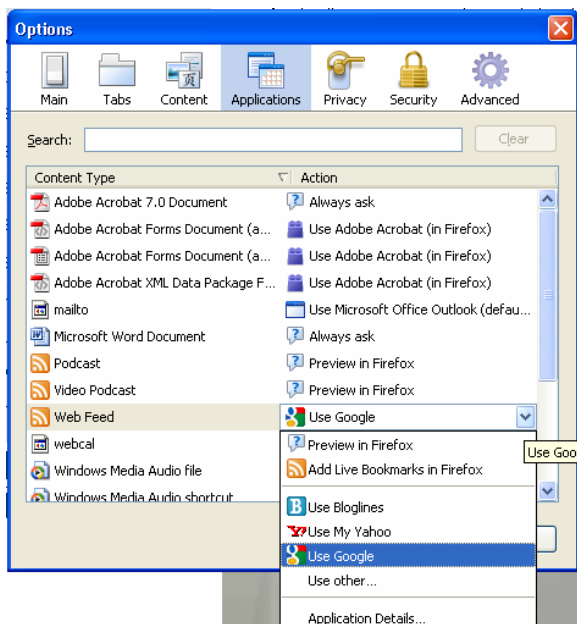 Options
Main Tabs Content Applications Privacy Security Advanced
Search: Clear
Content Type Action
Adobe Acrobat 7.0 Document Always ask
Adobe Acrobat Forms Document (a... Use Adobe Acrobat (in Firefox)
Adobe Acrobat Forms Document (a... Use Adobe Acrobat (in Firefox)
Adobe Acrobat XML Data Package F... Use Adobe Acrobat (in Firefox)
mailto Use Microsoft Office Outlook (defau...
Microsoft Word Document Always ask
Podcast Preview in Firefox
Video Podcast Preview in Firefox
Web Feed Use Google
webcal Preview in Firefox
Use Goo
Windows Media Audio file Add Live Bookmarks in Firefox
Windows Media Audio shortcut Use Bloglines
Use My Yahoo
Use Google
Use other...
Application Details...